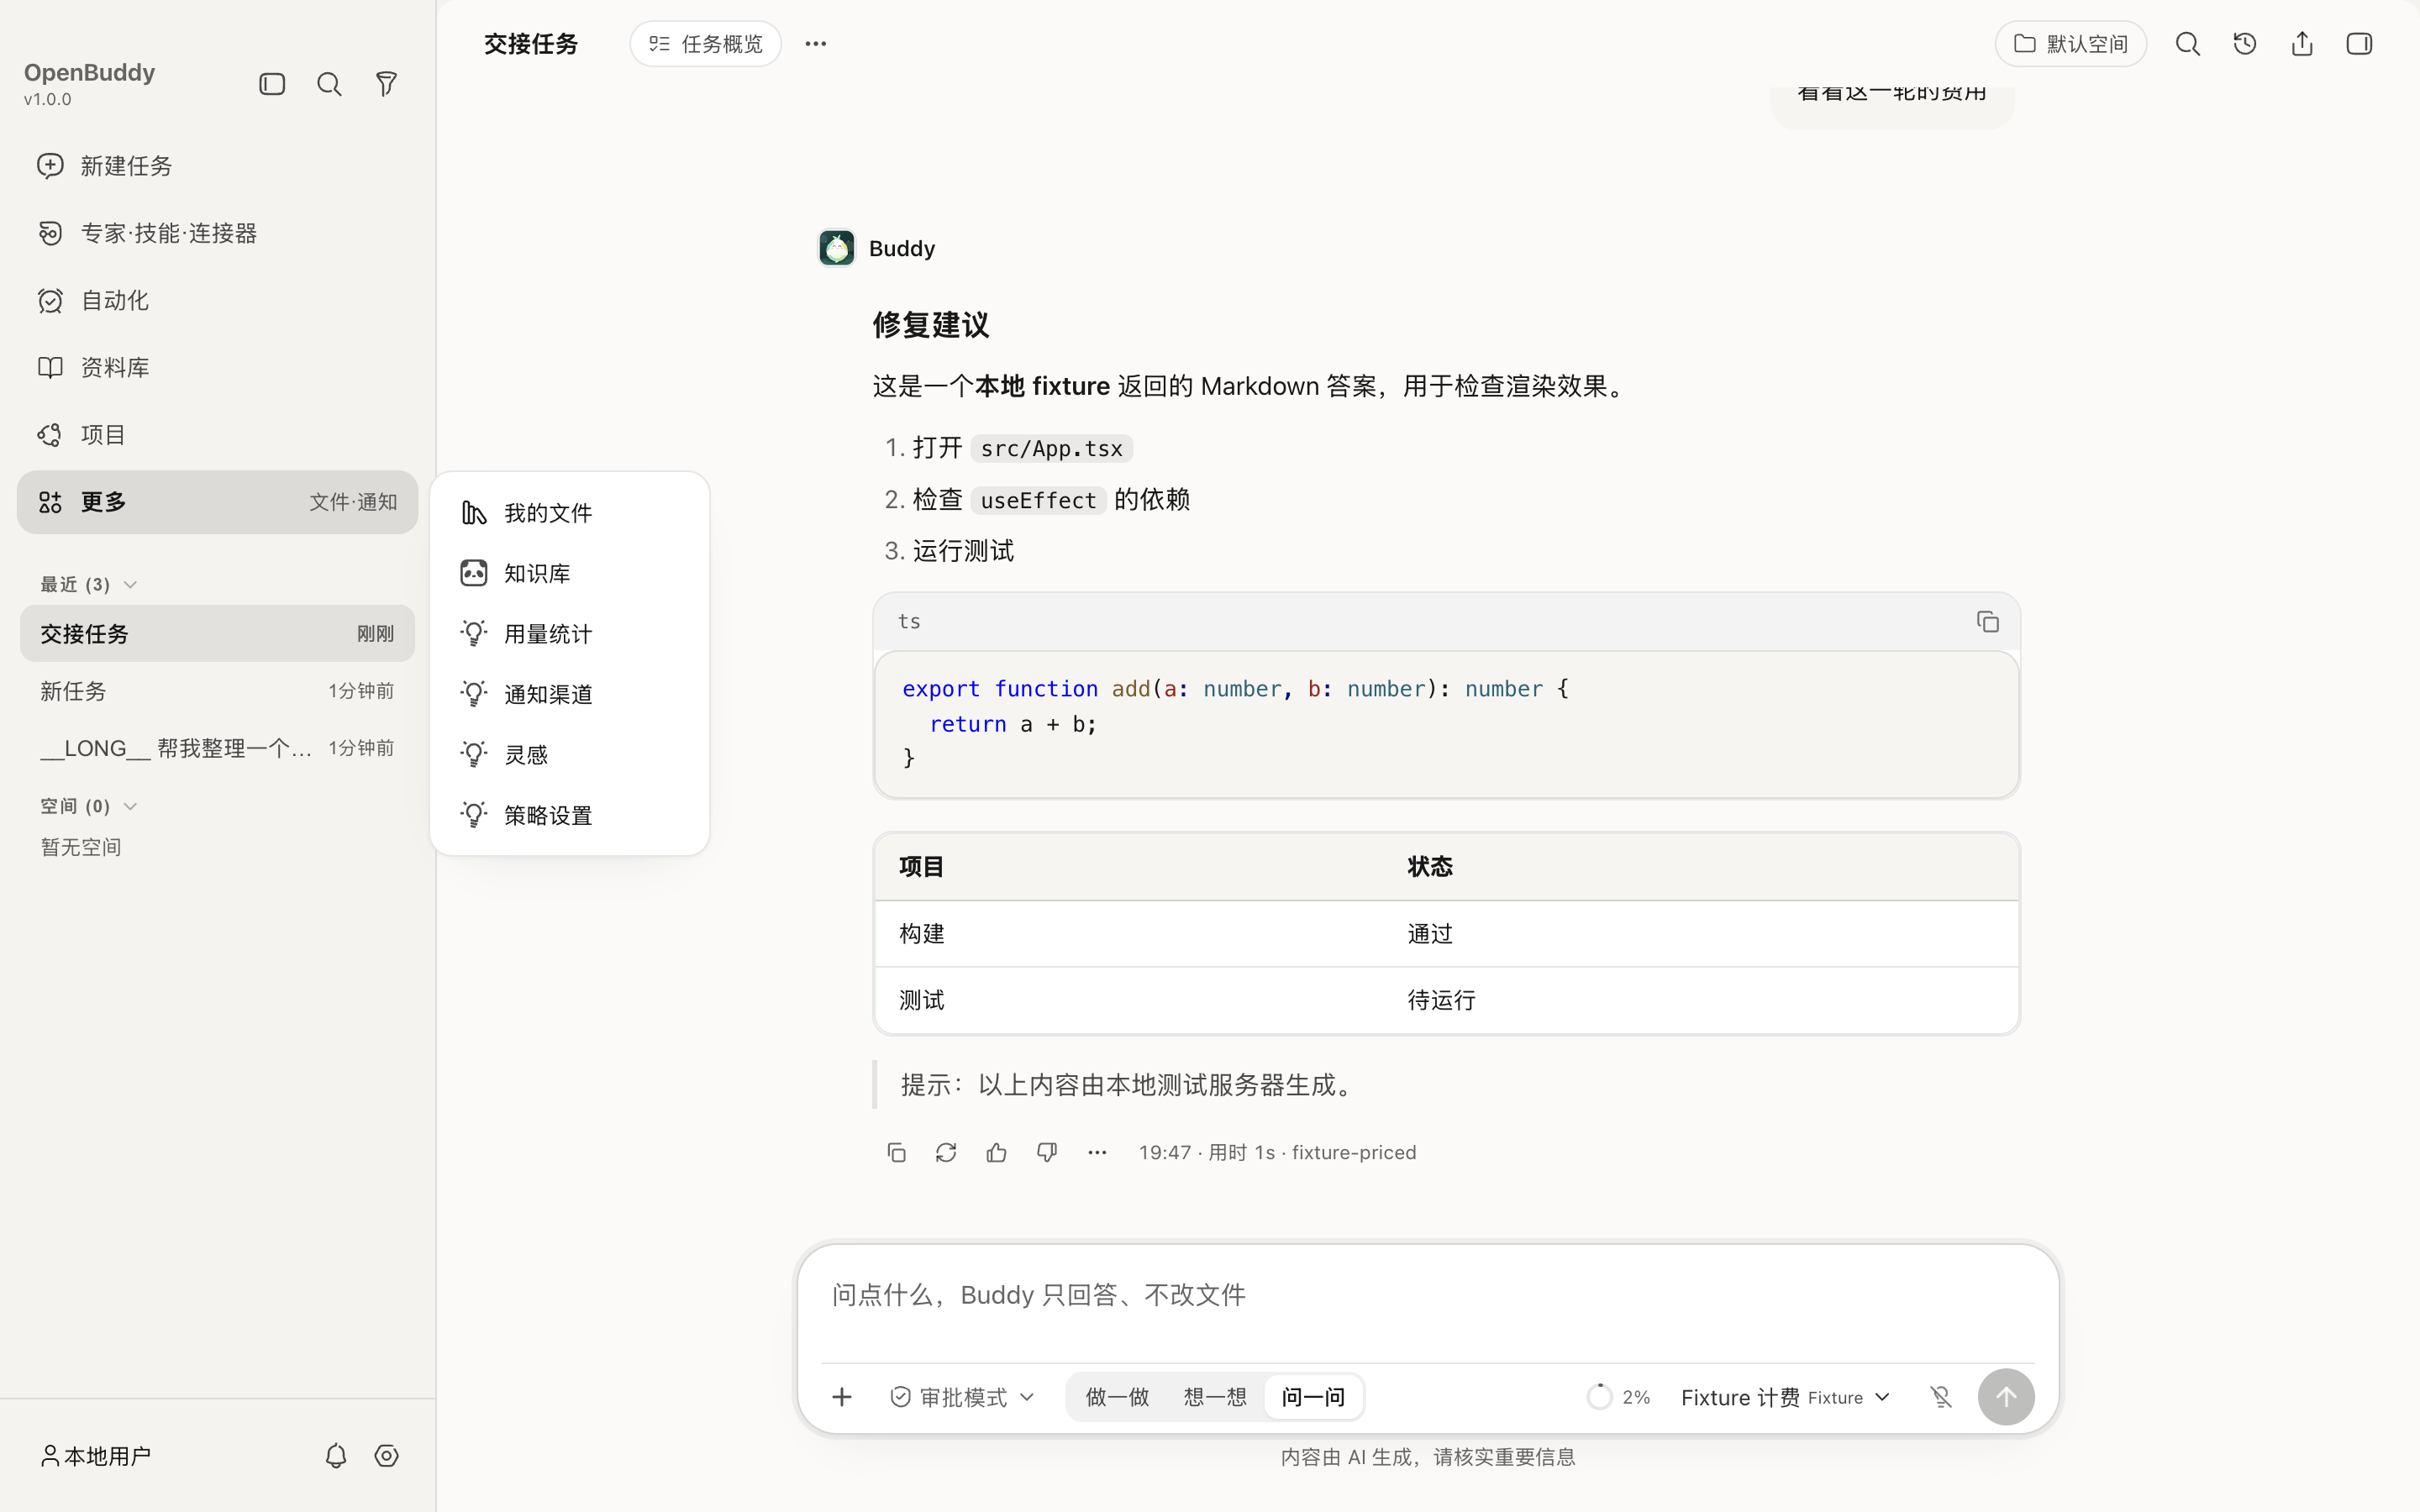 OpenBuddy
v1.0.0
新建任务
专家·技能·连接器
自动化
资料库
项目
更多 文件·通知
最近 (3)
交接任务 刚刚
新任务 1分钟前
__LONG__ 帮我整理一个... 1分钟前
空间 (0)
暂无空间
本地用户
我的文件
知识库
用量统计
通知渠道
灵感
策略设置
交接任务 任务概览 默认空间
看看这一轮的费用
Buddy
修复建议
这是一个本地 fixture 返回的 Markdown 答案，用于检查渲染效果。
1. 打开 src/App.tsx
2. 检查 useEffect 的依赖
3. 运行测试
ts
export function add(a: number, b: number): number {
  return a + b;
}
项目 状态
构建 通过
测试 待运行
提示：以上内容由本地测试服务器生成。
19:47 · 用时 1s · fixture-priced
问点什么，Buddy 只回答、不改文件
审批模式 做一做 想一想 问一问 2% Fixture 计费 Fixture
内容由 AI 生成，请核实重要信息